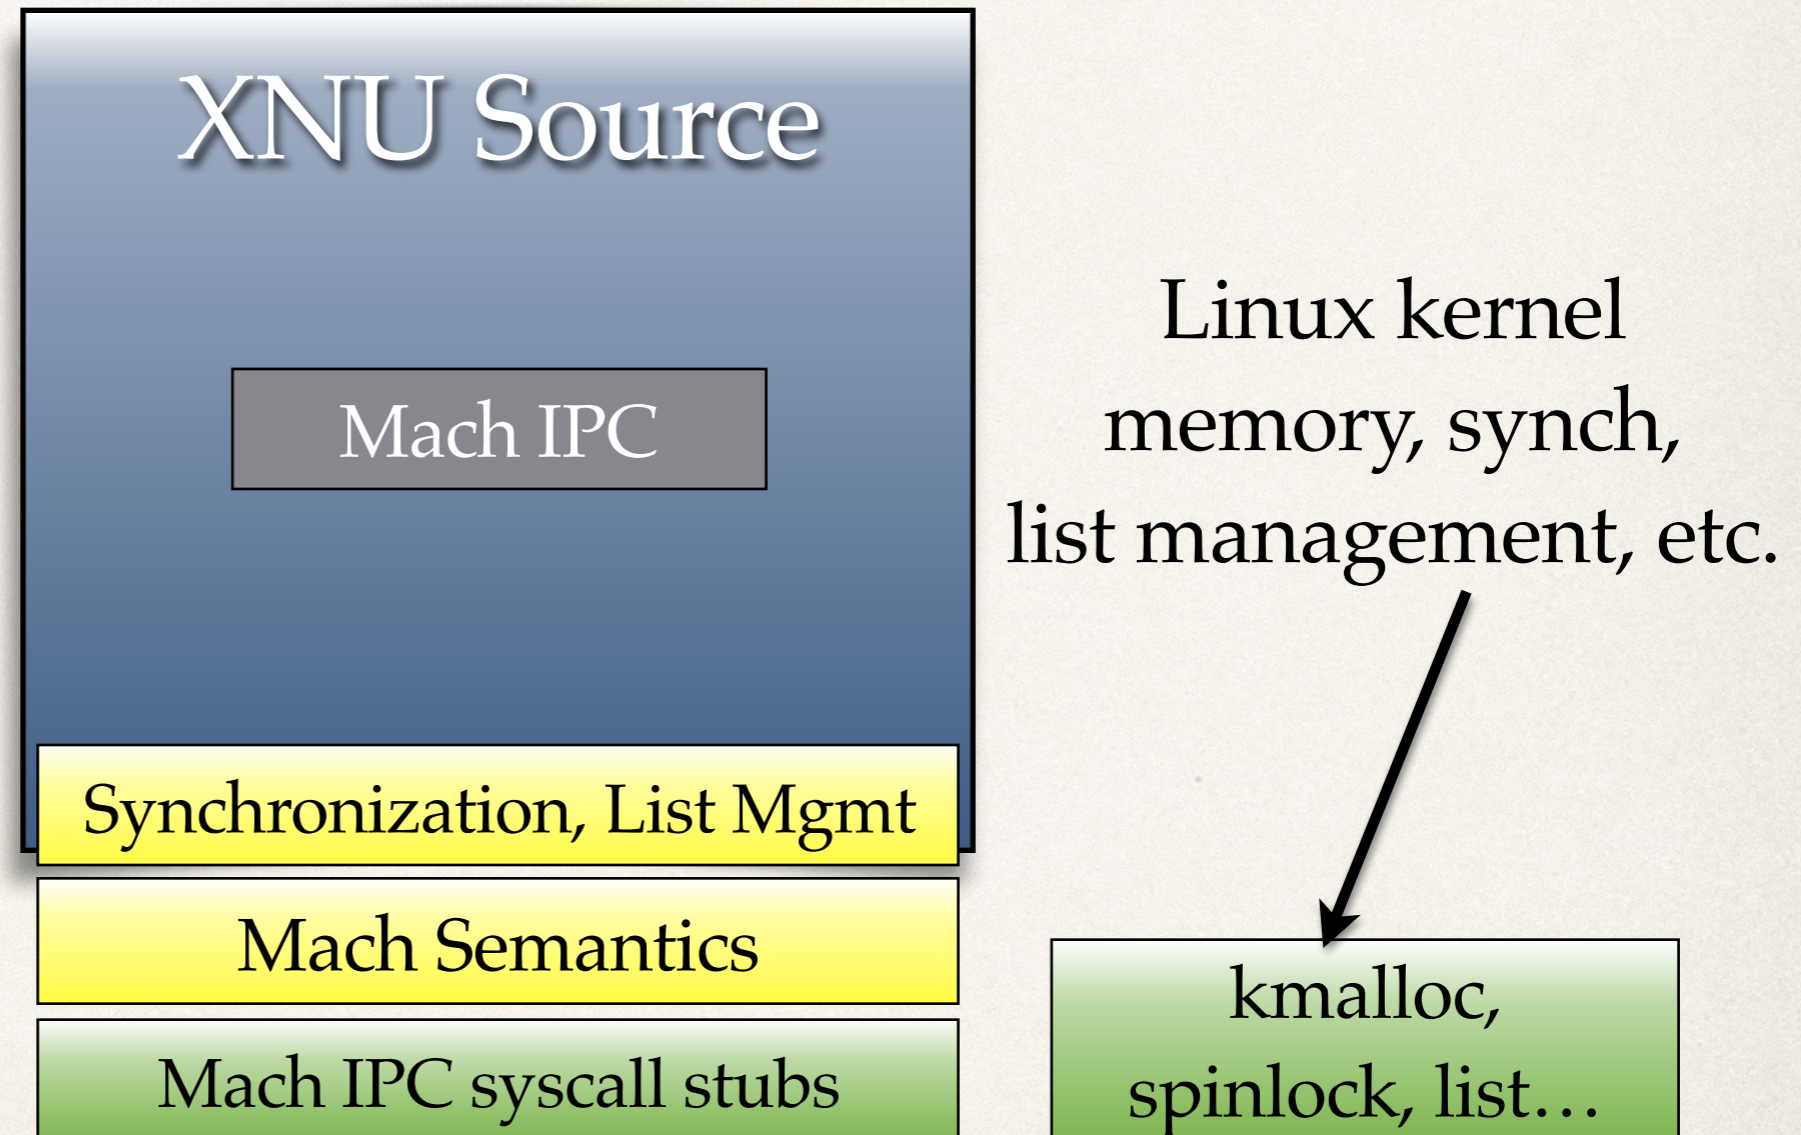 XNU Source
Mach IPC
Synchronization, List Mgmt
Mach Semantics
Mach IPC syscall stubs
Linux kernel
memory, synch,
list management, etc.
kmalloc,
spinlock, list…